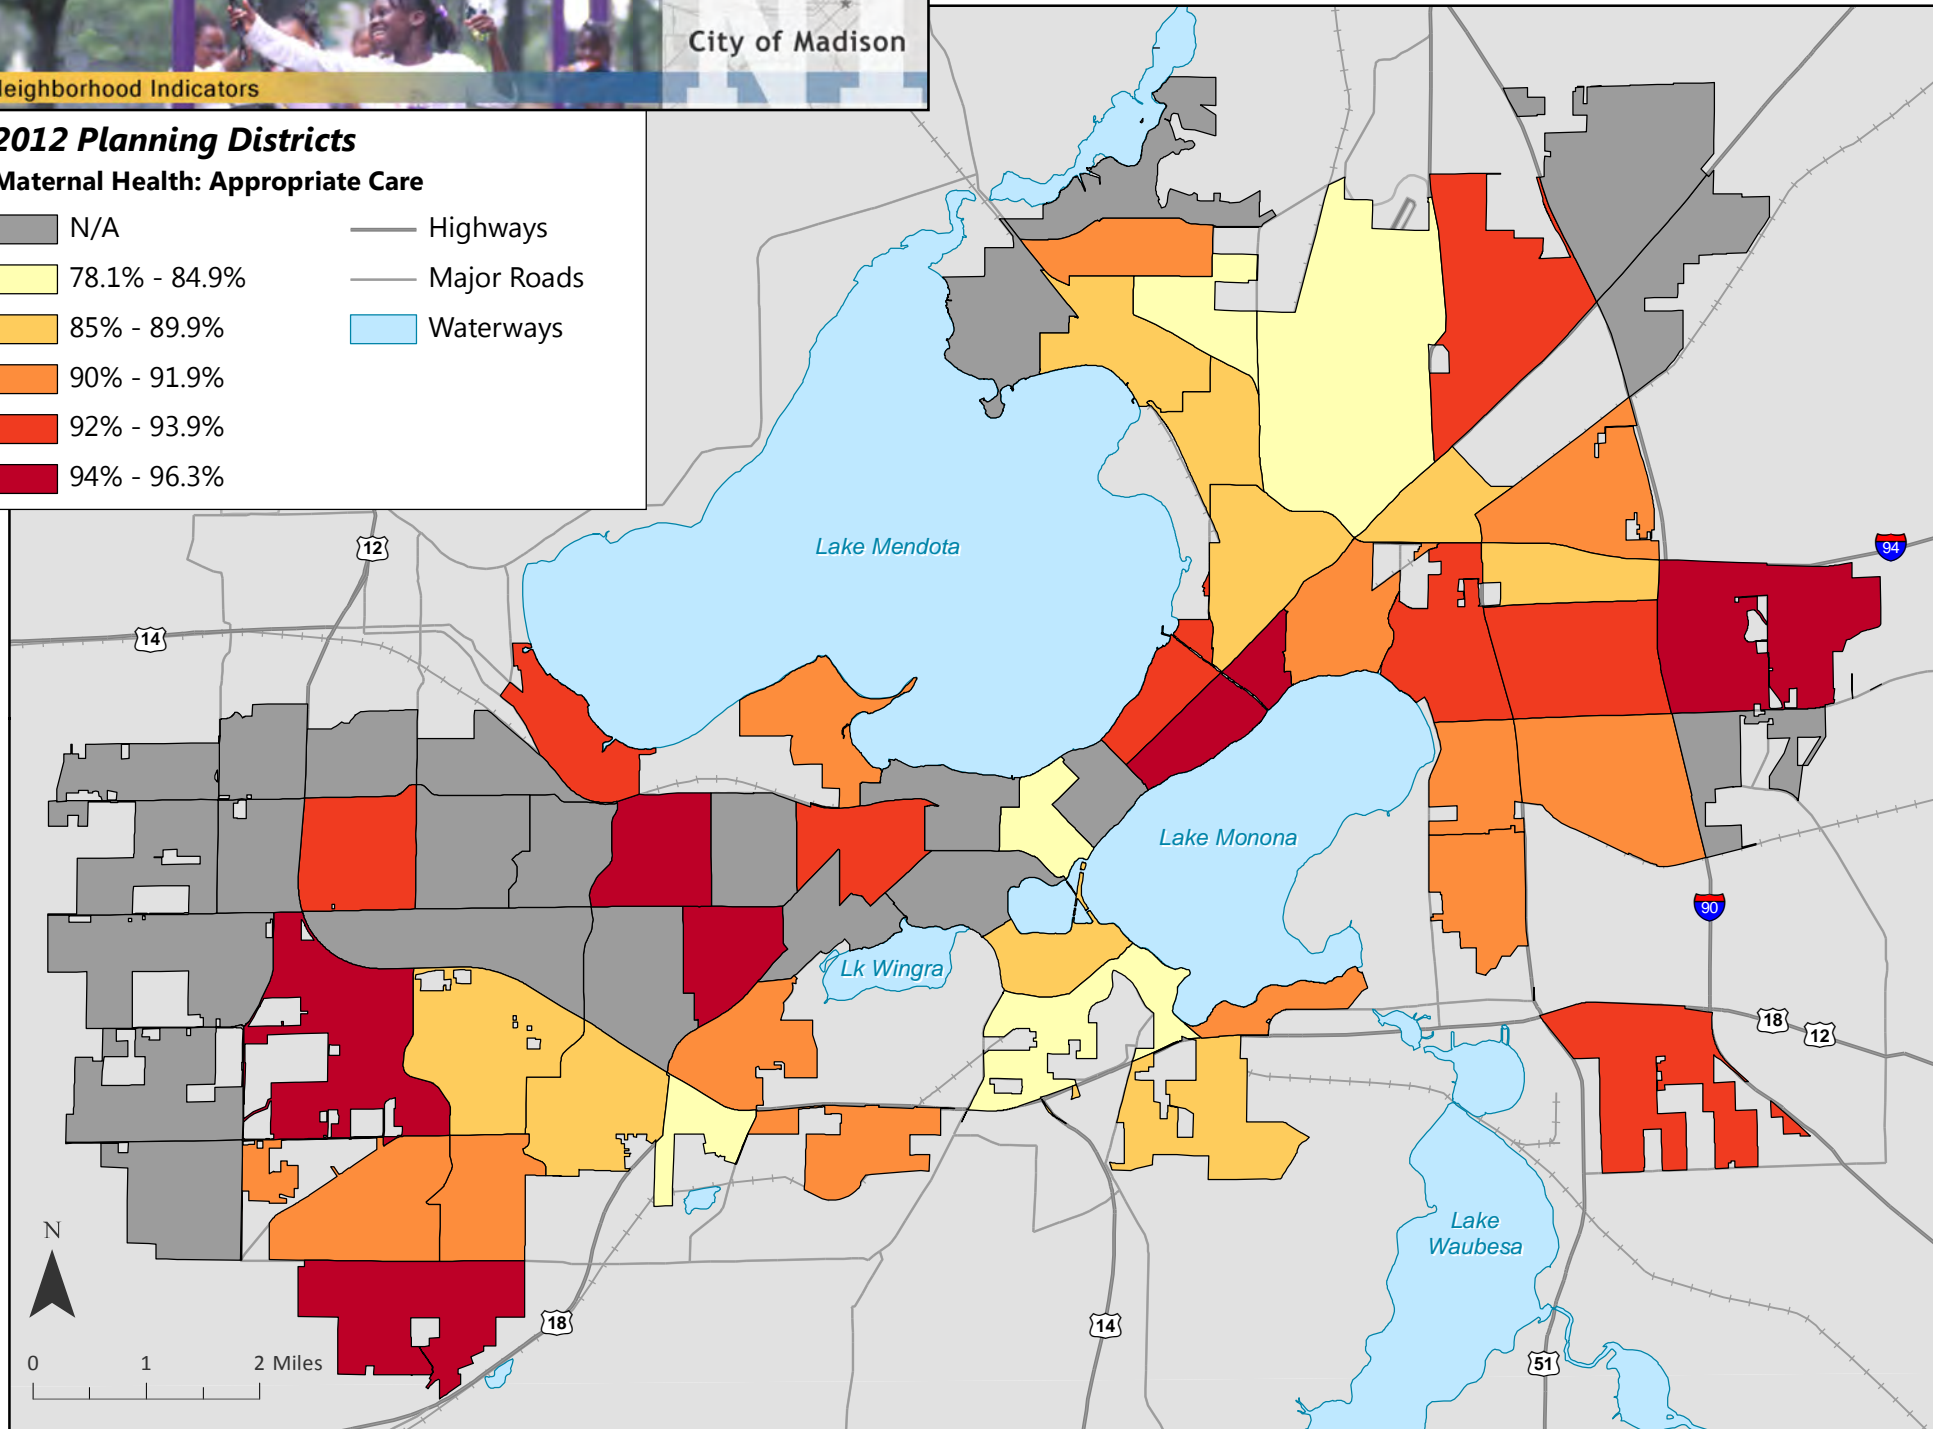 City of Madison
Neighborhood Indicators
2012 Planning Districts
Maternal Health: Appropriate Care
N/A
78.1% - 84.9%
85% - 89.9%
90% - 91.9%
92% - 93.9%
94% - 96.3%
Highways
Major Roads
Waterways
12
14
94
Lake Mendota
Lake Monona
Lk Wingra
90
18
12
Lake
Waubesa
N
18
14
51
0 1 2 Miles